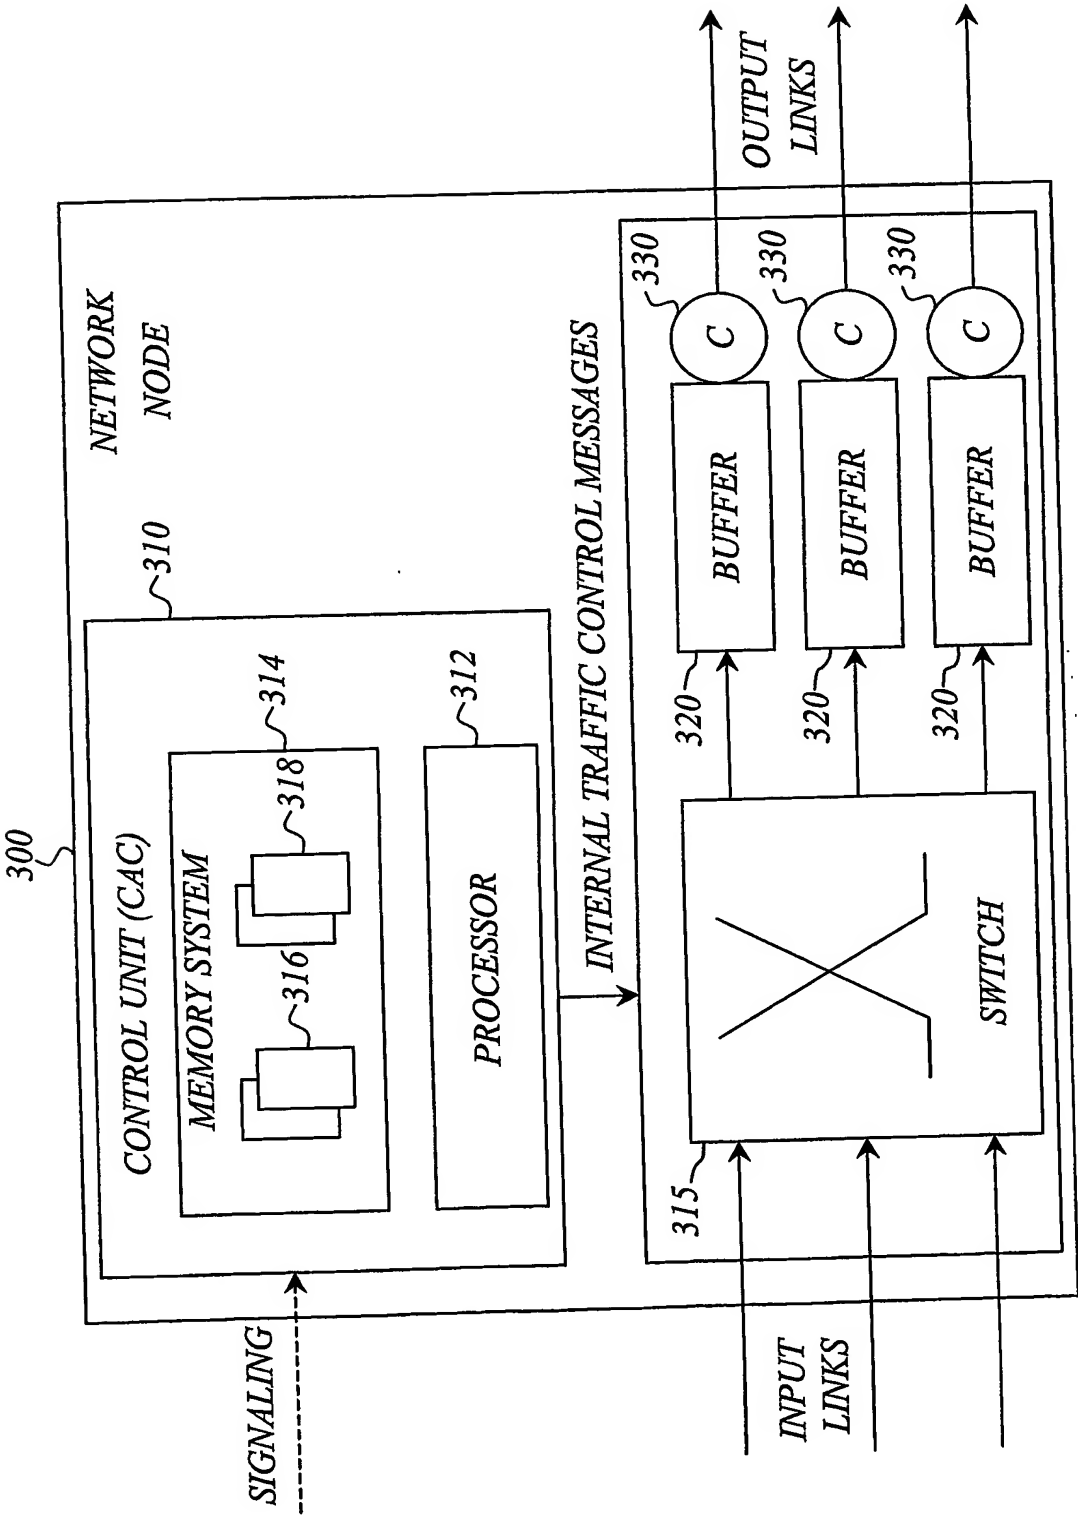 300
NETWORK
NODE
310
CONTROL UNIT (CAC)
MEMORY SYSTEM
314
316
318
312
PROCESSOR
SIGNALING
INTERNAL TRAFFIC CONTROL MESSAGES
315
SWITCH
INPUT
LINKS
320
BUFFER
C
330
320
BUFFER
C
330
320
BUFFER
C
330
OUTPUT
LINKS